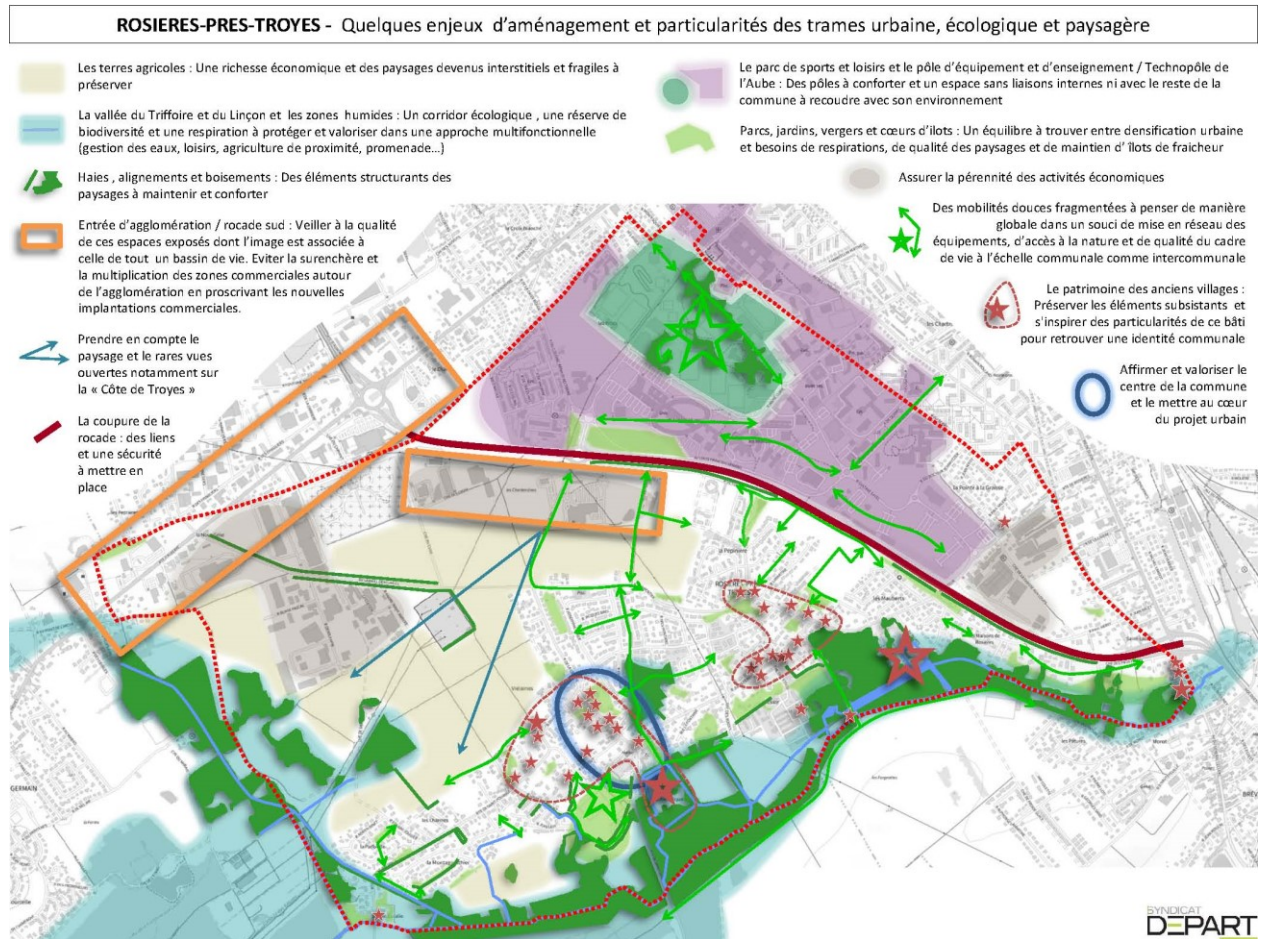 ROSIERES-PRES-TROYES - Quelques enjeux d'aménagement et particularités des trames urbaine, écologique et paysagère
Les terres agricoles : Une richesse économique et des paysages devenus interstitiels et fragiles à
préserver
La vallée du Triffoire et du Linçon et les zones humides : Un corridor écologique , une réserve de
biodiversité et une respiration à protéger et valoriser dans une approche multifonctionnelle
(gestion des eaux, loisirs, agriculture de proximité, promenade...)
Haies , alignements et boisements : Des éléments structurants des
paysages à maintenir et conforter
Entrée d'agglomération / rocade sud : Veiller à la qualité
de ces espaces exposés dont l'image est associée à
celle de tout un bassin de vie. Eviter la surenchère et
la multiplication des zones commerciales autour
de l'agglomération en proscrivant les nouvelles
implantations commerciales.
Prendre en compte le
paysage et le rares vues
ouvertes notamment sur
la « Côte de Troyes »
La coupure de la
rocade : des liens
et une sécurité
à mettre en
place
Le parc de sports et loisirs et le pôle d'équipement et d'enseignement / Technopôle de
l'Aube : Des pôles à conforter et un espace sans liaisons internes ni avec le reste de la
commune à recoudre avec son environnement
Parcs, jardins, vergers et cœurs d'ilots : Un équilibre à trouver entre densification urbaine
et besoins de respirations, de qualité des paysages et de maintien d' îlots de fraicheur
Assurer la pérennité des activités économiques
Des mobilités douces fragmentées à penser de manière
globale dans un souci de mise en réseau des
équipements, d'accès à la nature et de qualité du cadre
de vie à l'échelle communale comme intercommunale
Le patrimoine des anciens villages :
Préserver les éléments subsistants et
s'inspirer des particularités de ce bâti
pour retrouver une identité communale
Affirmer et valoriser le
centre de la commune
et le mettre au cœur
du projet urbain
GERMAIN
SYNDICAT
DEPART